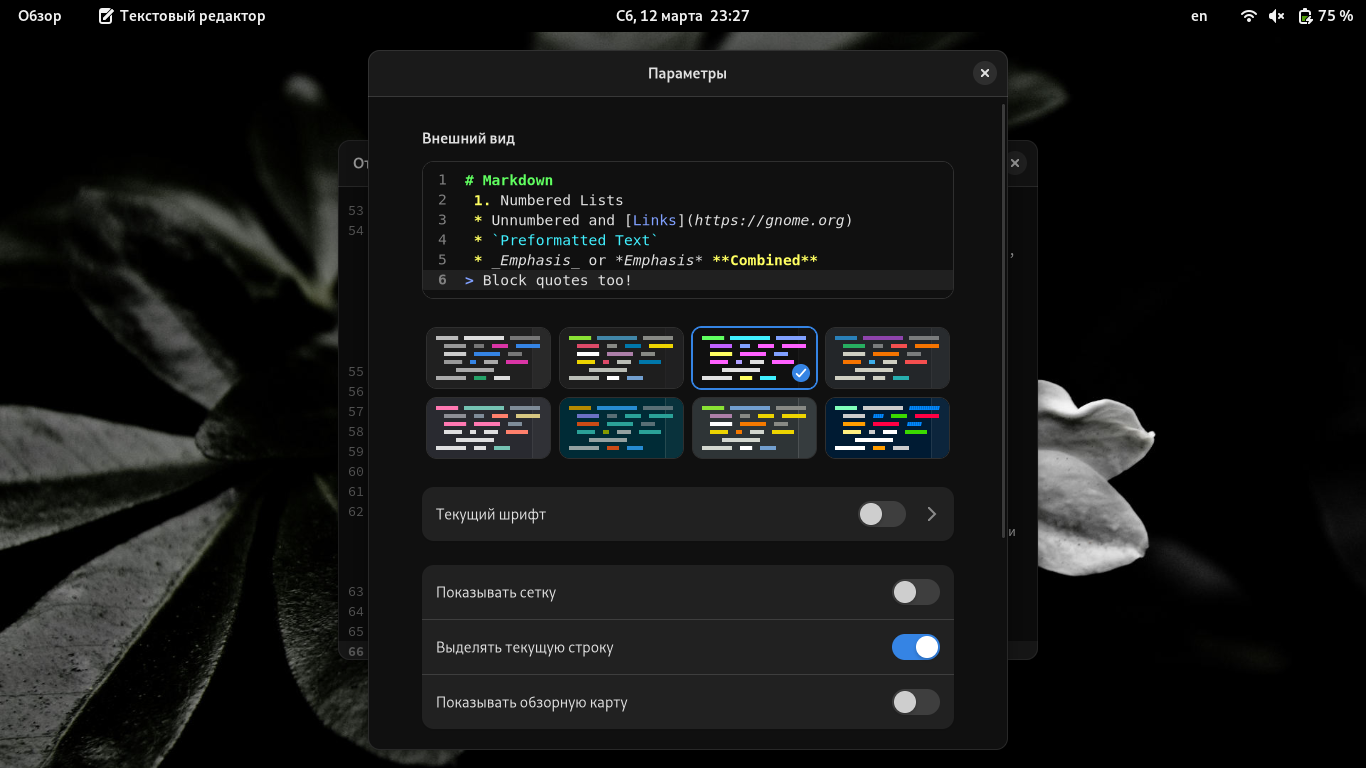 Обзор
Текстовый редактор
Сб, 12 марта 23:27
en
75 %
Параметры
Внешний вид
1 # Markdown
2 1. Numbered Lists
3 * Unnumbered and [Links](https://gnome.org)
4 * `Preformatted Text`
5 * _Emphasis_ or *Emphasis* **Combined**
6 > Block quotes too!
Текущий шрифт
Показывать сетку
Выделять текущую строку
Показывать обзорную карту
От
53
54
,
55
56
57
58
59
60
61
62
и
63
64
65
66